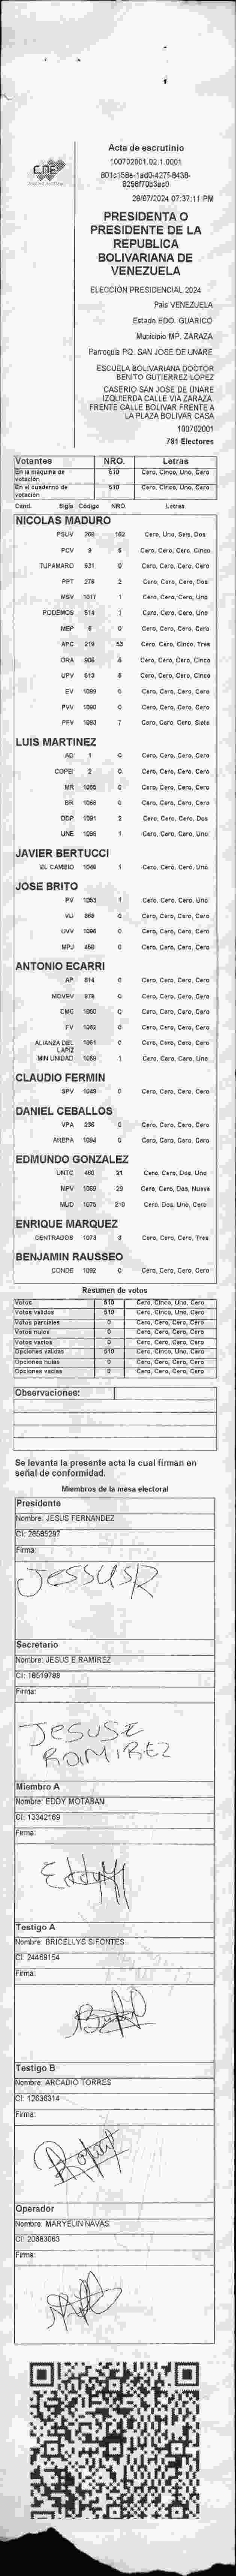 CNE
Acta de escrutinio
100702001.02.1.0001
801c158e-1ad0-427f-8438-
8258f70b3ac0
28/07/2024 07:37:11 PM
PRESIDENTA O
PRESIDENTE DE LA
REPUBLICA
BOLIVARIANA DE
VENEZUELA
ELECCIÓN PRESIDENCIAL 2024
Pais VENEZUELA
Estado EDO. GUARICO
Municipio MP. ZARAZA
Parroquia PQ. SAN JOSE DE UNARE
ESCUELA BOLIVARIANA DOCTOR
BENITO GUTIERREZ LOPEZ
CASERIO SAN JOSE DE UNARE
IZQUIERDA CALLE VIA ZARAZA.
FRENTE CALLE BOLIVAR FRENTE A
LA PLAZA BOLIVAR CASA
100702001
781 Electores
Votantes NRO. Letras
En la máquina de votación 510 Cero, Cinco, Uno, Cero
En el cuaderno de votación 510 Cero, Cinco, Uno, Cero
Cand. Sigla Código NRO. Letras
NICOLAS MADURO
PSUV 268 162 Cero, Uno, Seis, Dos
PCV 9 5 Cero, Cero, Cero, Cinco
TUPAMARO 931 0 Cero, Cero, Cero, Cero
PPT 276 2 Cero, Cero, Cero, Dos
MSV 1017 1 Cero, Cero, Cero, Uno
PODEMOS 514 1 Cero, Cero, Cero, Uno
MEP 6 0 Cero, Cero, Cero, Cero
APC 219 53 Cero, Cero, Cinco, Tres
ORA 906 5 Cero, Cero, Cero, Cinco
UPV 513 5 Cero, Cero, Cero, Cinco
EV 1099 0 Cero, Cero, Cero, Cero
PVV 1090 0 Cero, Cero, Cero, Cero
PFV 1093 7 Cero, Cero, Cero, Siete
LUIS MARTINEZ
AD 1 0 Cero, Cero, Cero, Cero
COPEI 2 0 Cero, Cero, Cero, Cero
MR 1055 0 Cero, Cero, Cero, Cero
BR 1066 0 Cero, Cero, Cero, Cero
DDP 1091 2 Cero, Cero, Cero, Dos
UNE 1095 1 Cero, Cero, Cero, Uno
JAVIER BERTUCCI
EL CAMBIO 1048 1 Cero, Cero, Cero, Uno
JOSE BRITO
PV 1053 1 Cero, Cero, Cero, Uno
VU 868 0 Cero, Cero, Cero, Cero
UVV 1096 0 Cero, Cero, Cero, Cero
MPJ 459 0 Cero, Cero, Cero, Cero
ANTONIO ECARRI
AP 814 0 Cero, Cero, Cero, Cero
MOVEV 978 0 Cero, Cero, Cero, Cero
CMC 1050 0 Cero, Cero, Cero, Cero
FV 1052 0 Cero, Cero, Cero, Cero
ALIANZA DEL LAPIZ 1061 0 Cero, Cero, Cero, Cero
MIN UNIDAD 1069 1 Cero, Cero, Cero, Uno
CLAUDIO FERMIN
SPV 1049 0 Cero, Cero, Cero, Cero
DANIEL CEBALLOS
VPA 236 0 Cero, Cero, Cero, Cero
AREPA 1094 0 Cero, Cero, Cero, Cero
EDMUNDO GONZALEZ
UNTC 460 21 Cero, Cero, Dos, Uno
MPV 1069 29 Cero, Cero, Dos, Nueve
MUD 1075 210 Cero, Dos, Uno, Cero
ENRIQUE MARQUEZ
CENTRADOS 1073 3 Cero, Cero, Cero, Tres
BENJAMIN RAUSSEO
CONDE 1092 0 Cero, Cero, Cero, Cero
Resumen de votos
Votos 510 Cero, Cinco, Uno, Cero
Votos validos 510 Cero, Cinco, Uno, Cero
Votos parciales 0 Cero, Cero, Cero, Cero
Votos nulos 0 Cero, Cero, Cero, Cero
Votos vacios 0 Cero, Cero, Cero, Cero
Opciones validas 510 Cero, Cinco, Uno, Cero
Opciones nulas 0 Cero, Cero, Cero, Cero
Opciones vacias 0 Cero, Cero, Cero, Cero
Observaciones:
Se levanta la presente acta la cual firman en
señal de conformidad.
Miembros de la mesa electoral
Presidente
Nombre: JESUS FERNANDEZ
CI: 26585297
Firma:
Secretario
Nombre: JESUS E RAMIREZ
CI: 18519788
Firma:
JESUS E
RAMIREZ
Miembro A
Nombre: EDDY MOTABAN
CI: 13342169
Firma:
Testigo A
Nombre: BRICELLYS SIFONTES
CI: 24469154
Firma:
Testigo B
Nombre: ARCADIO TORRES
CI: 12636314
Firma:
Operador
Nombre: MARYELIN NAVAS
CI: 20583083
Firma: